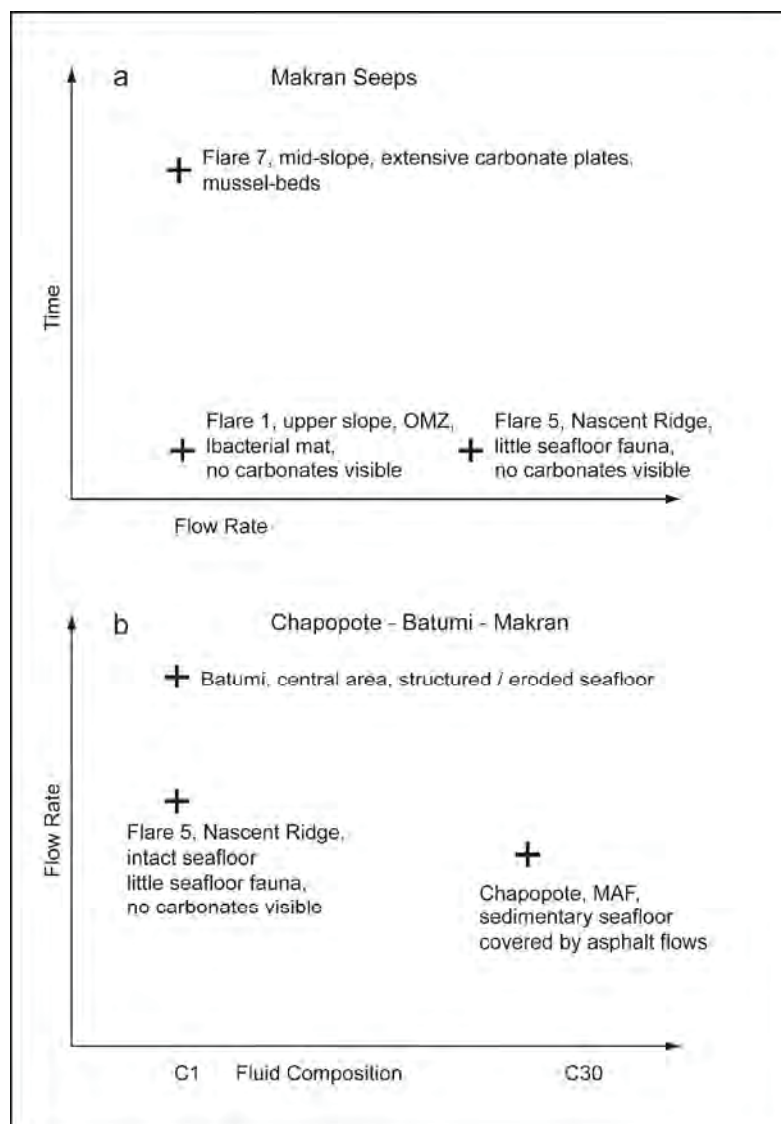 a
Makran Seeps
Flare 7, mid-slope, extensive carbonate plates,
mussel-beds
Time
Flare 1, upper slope, OMZ,
lbacterial mat,
no carbonates visible
Flare 5, Nascent Ridge,
little seafloor fauna,
no carbonates visible
Flow Rate
b
Chapopote - Batumi - Makran
Batumi, central area, structured / eroded seafloor
Flow Rate
Flare 5, Nascent Ridge,
intact seafloor
little seafloor fauna,
no carbonates visible
Chapopote, MAF,
sedimentary seafloor
covered by asphalt flows
C1
Fluid Composition
C30